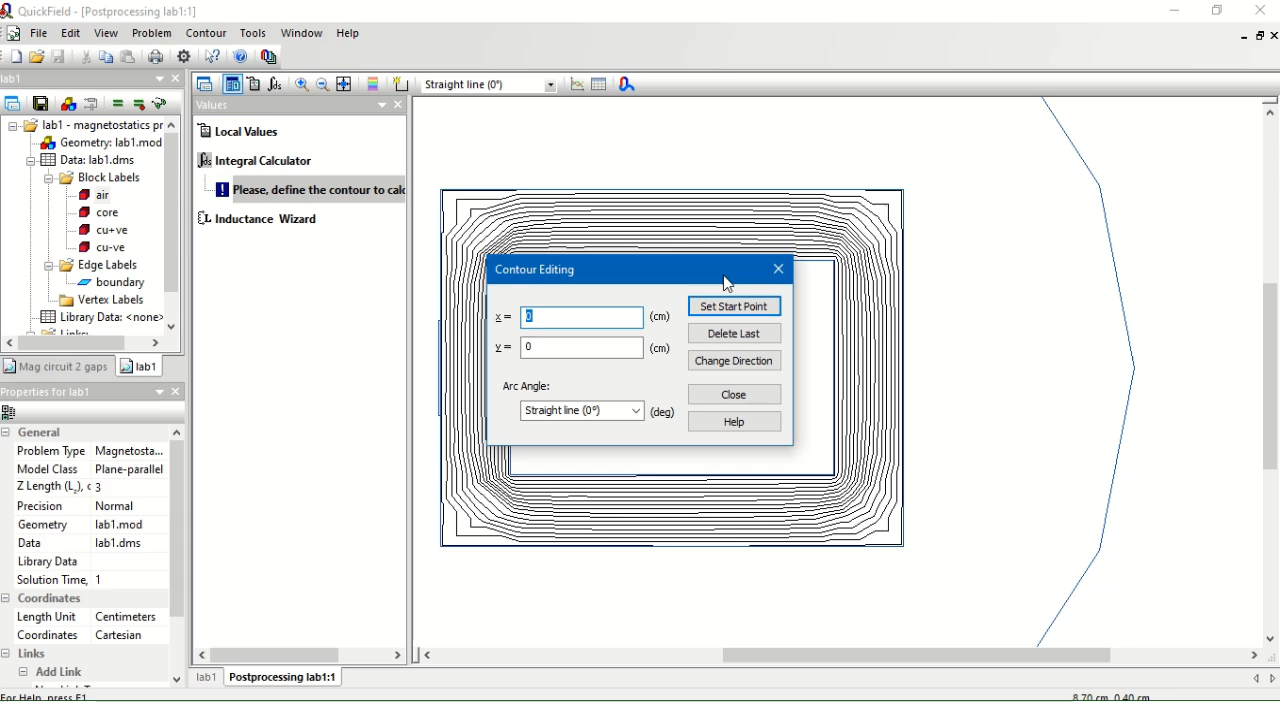 QuickField - [Postprocessing lab1:1]
File Edit View Problem Contour Tools Window Help
lab1
Straight line (0°)
Values
lab1 - magnetostatics pr
Geometry: lab1.mod
Data: lab1.dms
Block Labels
air
core
cu+ve
cu-ve
Edge Labels
boundary
Vertex Labels
Library Data: <none>
Links:
Mag circuit 2 gaps lab1
Local Values
Integral Calculator
! Please, define the contour to calc
Inductance Wizard
Contour Editing
x= 0 (cm)
y= 0 (cm)
Arc Angle:
Straight line (0°) (deg)
Set Start Point
Delete Last
Change Direction
Close
Help
Properties for lab1
General
Problem Type Magnetosta...
Model Class Plane-parallel
Z Length (Lz), c 3
Precision Normal
Geometry lab1.mod
Data lab1.dms
Library Data
Solution Time, 1
Coordinates
Length Unit Centimeters
Coordinates Cartesian
Links
Add Link
lab1 Postprocessing lab1:1
For Help, press F1
8.70 cm, 0.40 cm